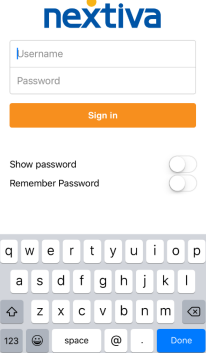 nextiva
Username
Password
Sign in
Show password
Remember Password
q w e r t y u i o p
a s d f g h j k l
z x c v b n m
123 space @ . Done